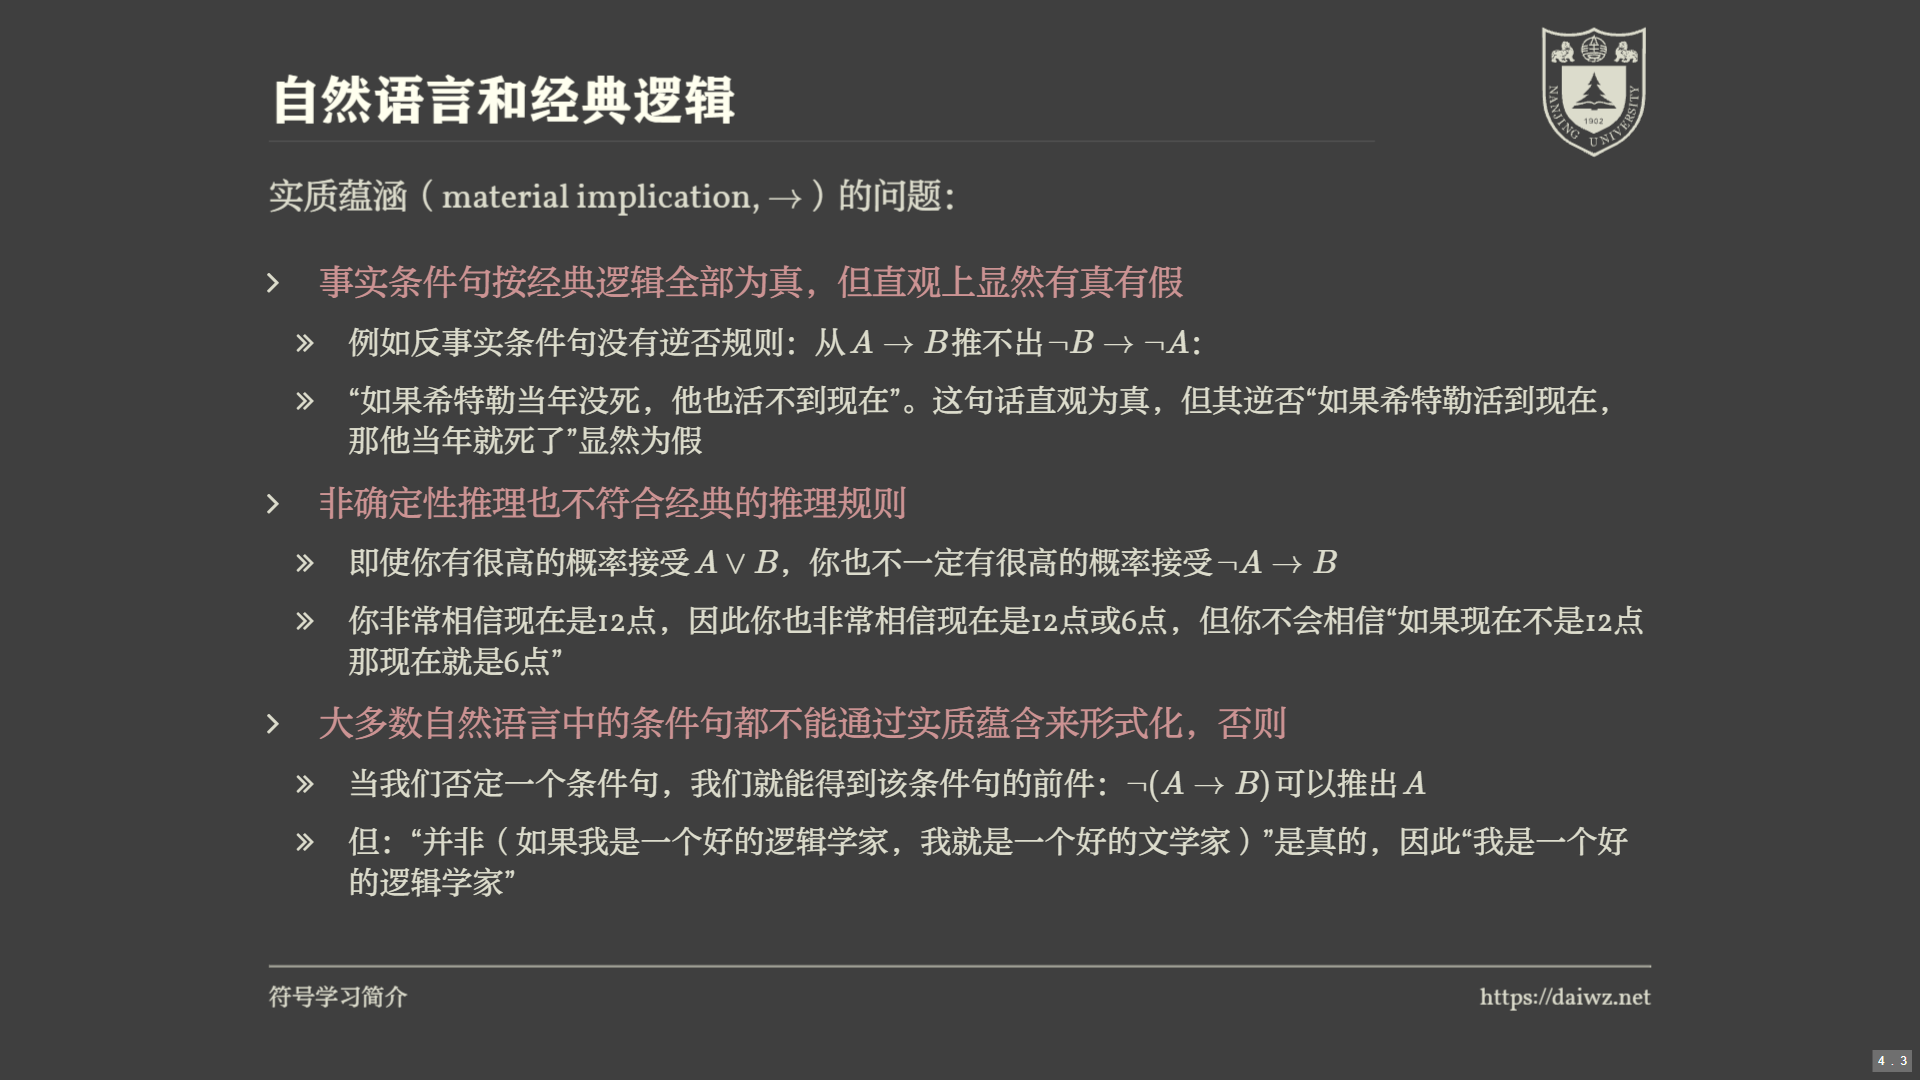 自然语言和经典逻辑
NANJING UNIVERSITY
1902
实质蕴涵（material implication, →）的问题：
事实条件句按经典逻辑全部为真，但直观上显然有真有假
例如反事实条件句没有逆否规则：从A → B推不出¬B → ¬A：
“如果希特勒当年没死，他也活不到现在”。这句话直观为真，但其逆否“如果希特勒活到现在，
那他当年就死了”显然为假
非确定性推理也不符合经典的推理规则
即使你有很高的概率接受A ∨ B，你也不一定有很高的概率接受¬A → B
你非常相信现在是12点，因此你也非常相信现在是12点或6点，但你不会相信“如果现在不是12点
那现在就是6点”
大多数自然语言中的条件句都不能通过实质蕴含来形式化，否则
当我们否定一个条件句，我们就能得到该条件句的前件：¬(A → B)可以推出A
但：“并非（如果我是一个好的逻辑学家，我就是一个好的文学家）”是真的，因此“我是一个好
的逻辑学家”
符号学习简介
https://daiwz.net
4 . 3